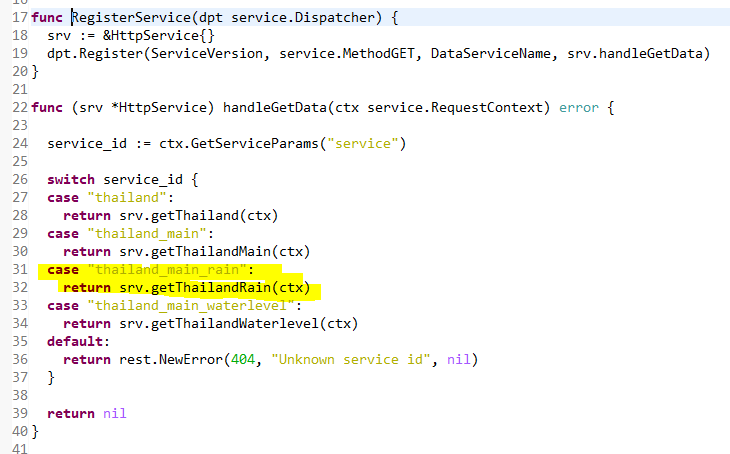 17 func RegisterService(dpt service.Dispatcher) {
18 srv := &HttpService{}
19 dpt.Register(ServiceVersion, service.MethodGET, DataServiceName, srv.handleGetData)
20 }
21
22 func (srv *HttpService) handleGetData(ctx service.RequestContext) error {
23
24 service_id := ctx.GetServiceParams("service")
25
26 switch service_id {
27 case "thailand":
28 return srv.getThailand(ctx)
29 case "thailand_main":
30 return srv.getThailandMain(ctx)
31 case "thailand_main_rain":
32 return srv.getThailandRain(ctx)
33 case "thailand_main_waterlevel":
34 return srv.getThailandWaterlevel(ctx)
35 default:
36 return rest.NewError(404, "Unknown service id", nil)
37 }
38
39 return nil
40 }
41